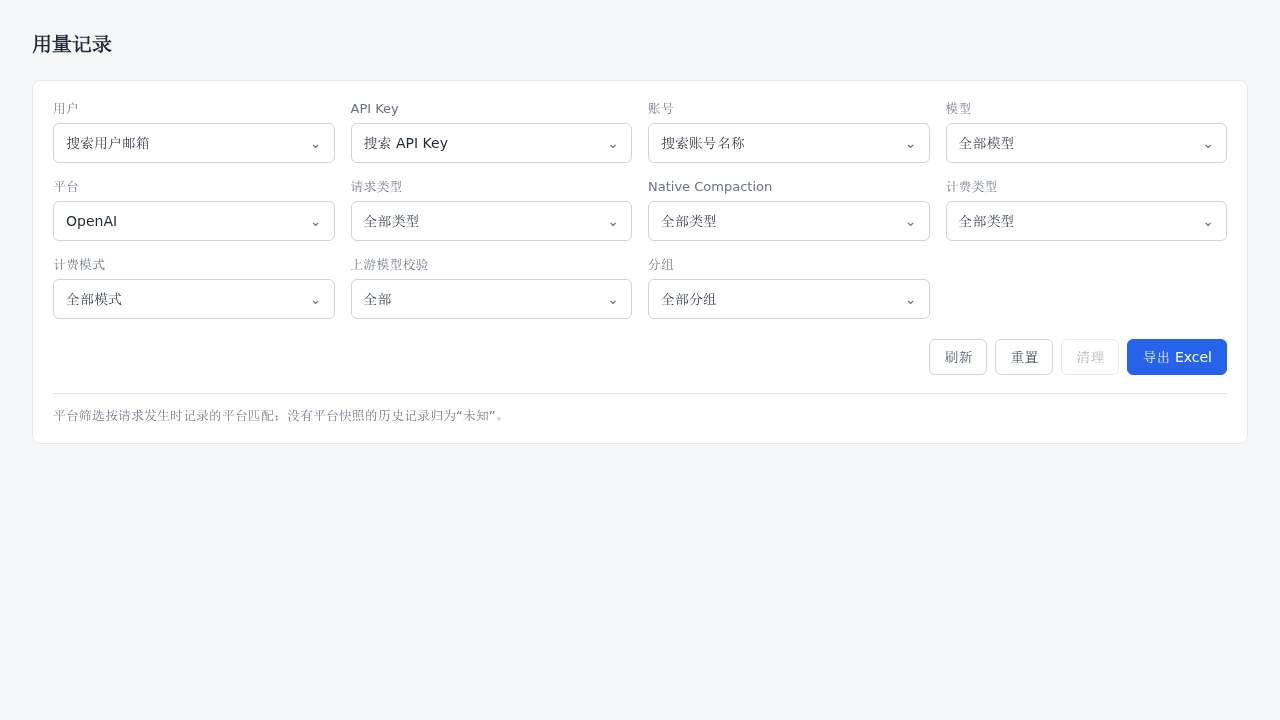 用量记录
用户
API Key
账号
模型
搜索用户邮箱
搜索 API Key
搜索账号名称
全部模型
平台
请求类型
Native Compaction
计费类型
OpenAI
全部类型
全部类型
全部类型
计费模式
上游模型校验
分组
全部模式
全部
全部分组
刷新
重置
清理
导出 Excel
平台筛选按请求发生时记录的平台匹配；没有平台快照的历史记录归为“未知”。